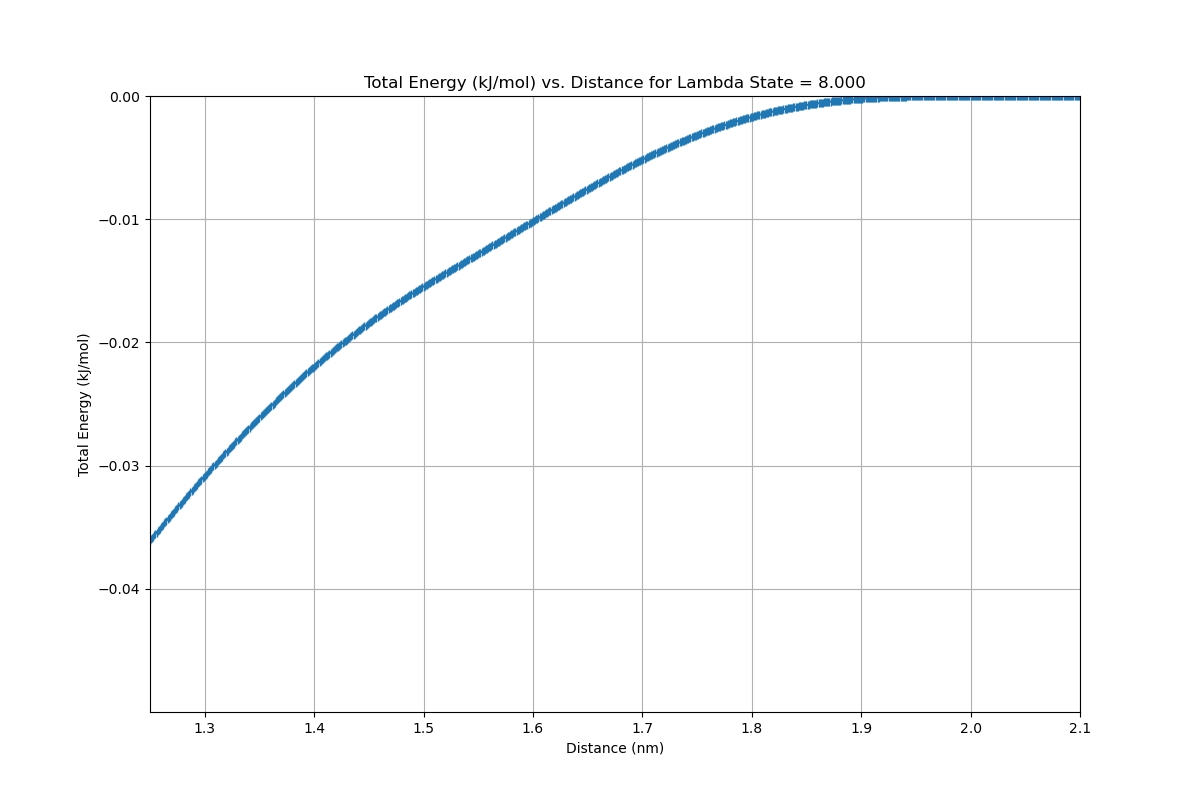 Total Energy (kJ/mol) vs. Distance for Lambda State = 8.000
0.00
−0.01
−0.02
−0.03
−0.04
Total Energy (kJ/mol)
1.3 1.4 1.5 1.6 1.7 1.8 1.9 2.0 2.1
Distance (nm)